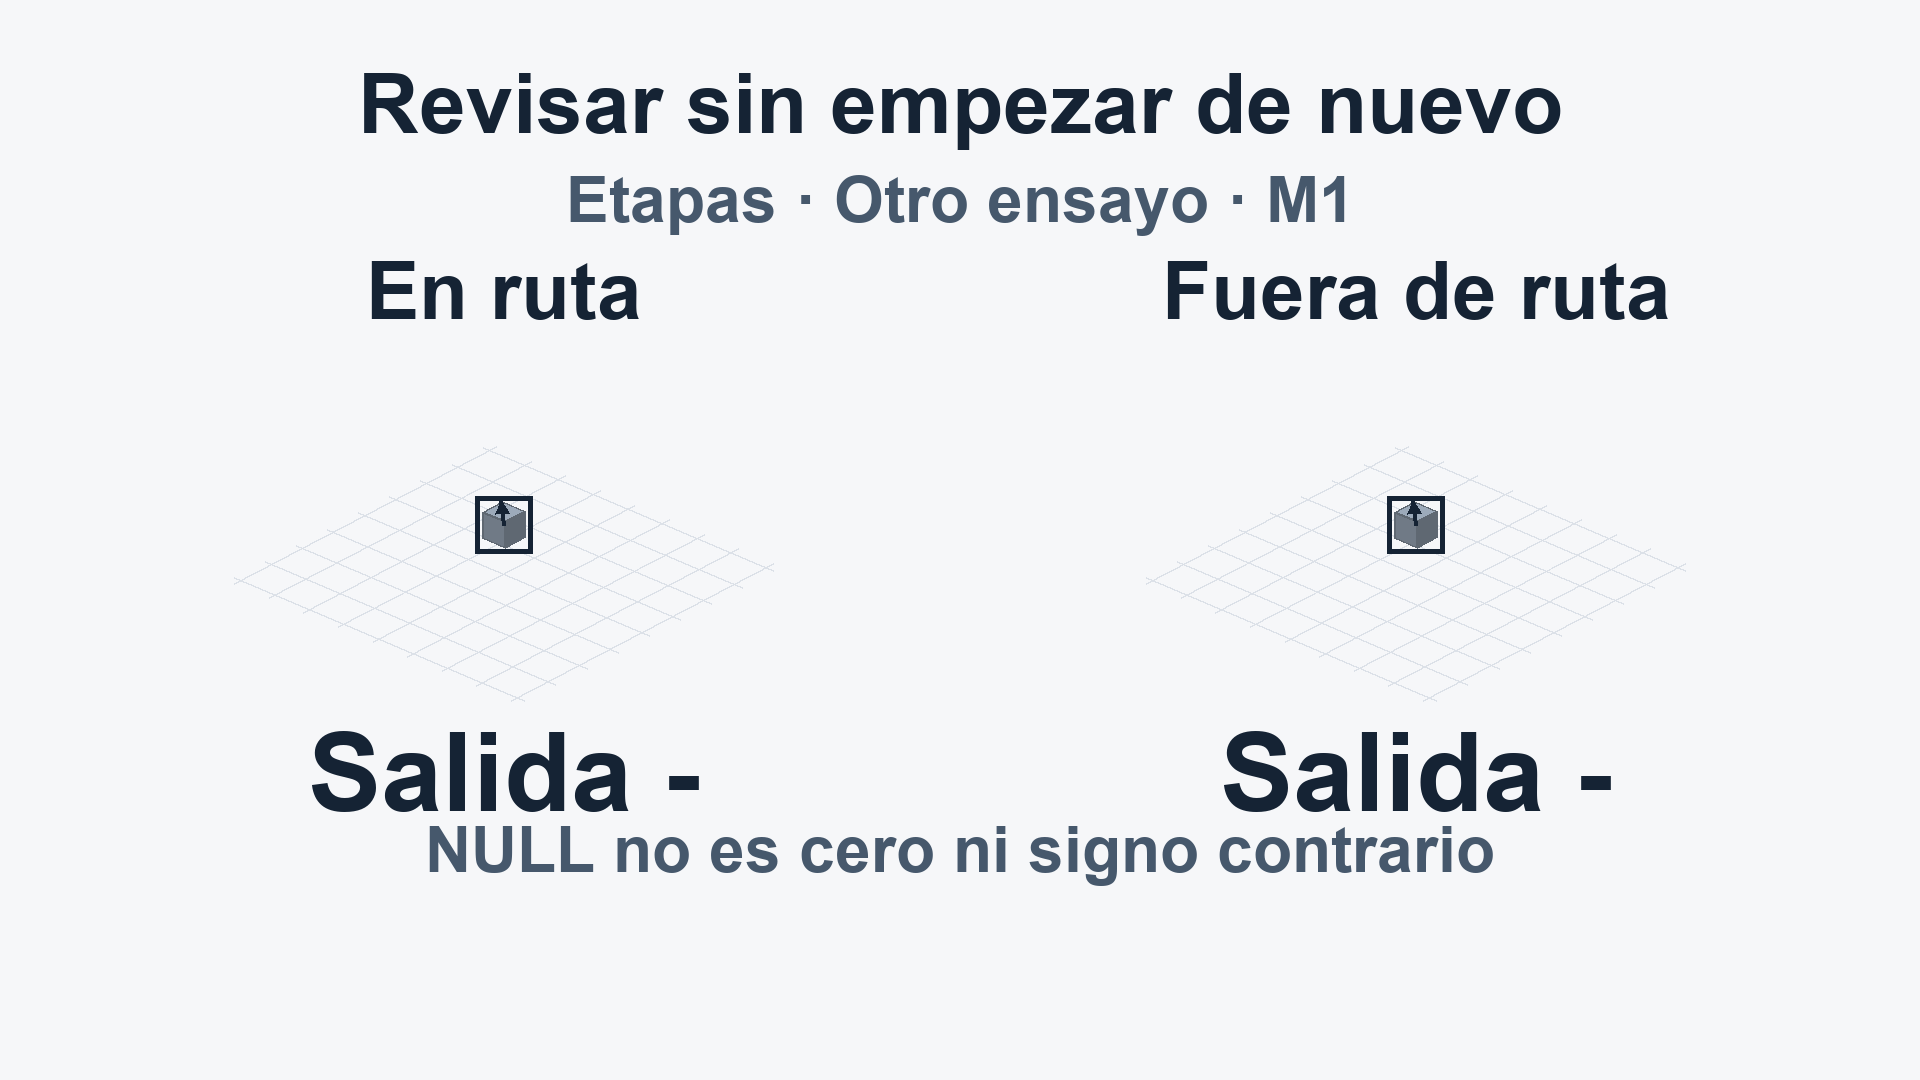 Revisar sin empezar de nuevo
Etapas · Otro ensayo · M1
En ruta
Fuera de ruta
Salida -
Salida -
NULL no es cero ni signo contrario